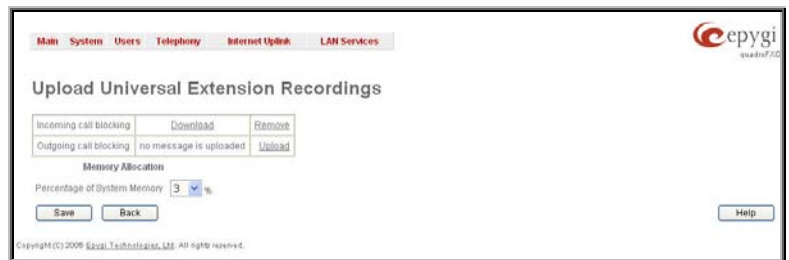 Main System Users Telephony Internet Uplink LAN Services
epygi
quadroFXO
Upload Universal Extension Recordings
Incoming call blocking Download Remove
Outgoing call blocking no message is uploaded Upload
Memory Allocation
Percentage of System Memory 3 %
Save Back Help
Copyright (C) 2008 Epygi Technologies, Ltd. All rights reserved.